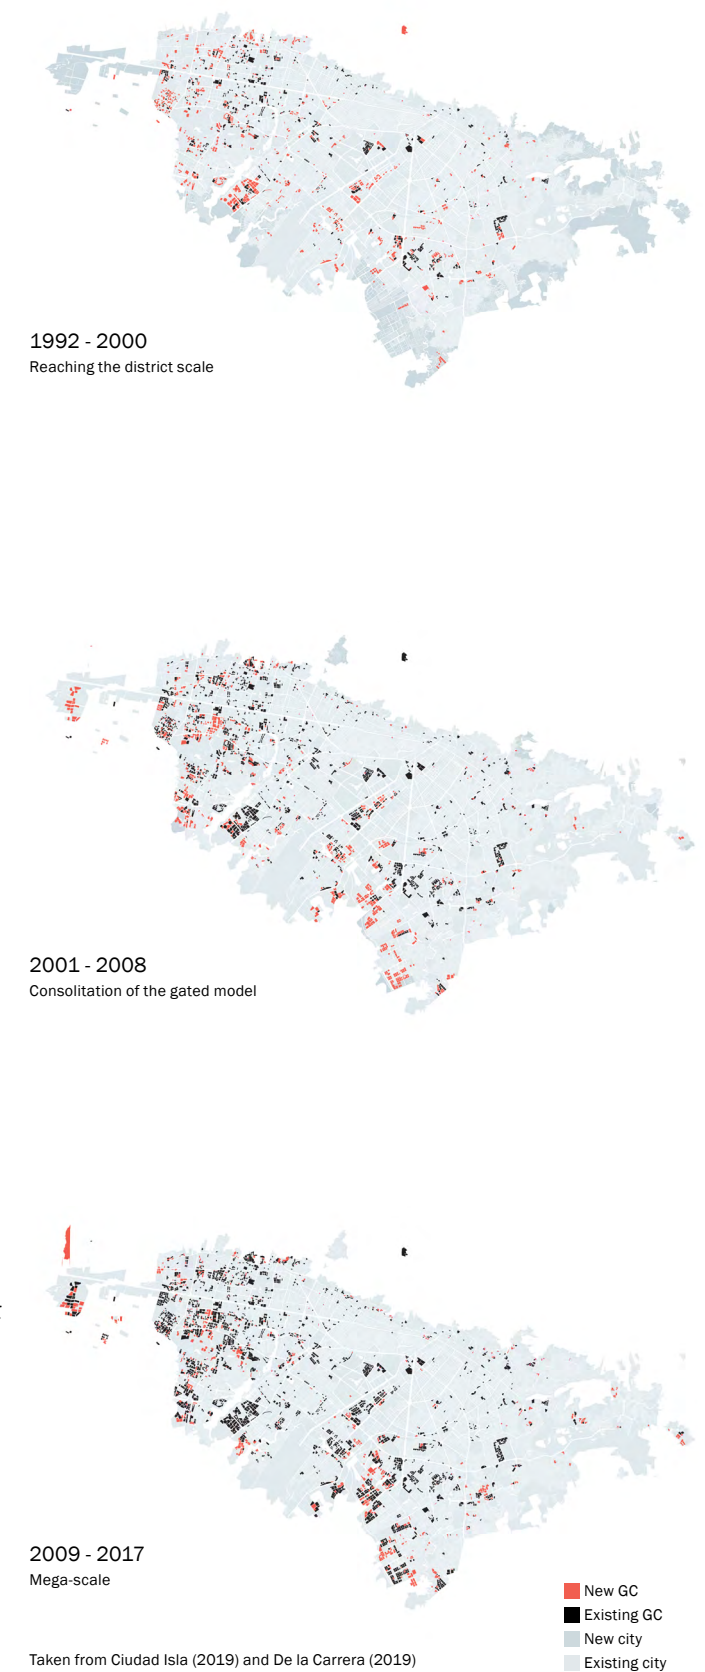 1992 - 2000
Reaching the district scale
2001 - 2008
Consolitation of the gated model
2009 - 2017
Mega-scale
New GC
Existing GC
New city
Existing city
Taken from Ciudad Isla (2019) and De la Carrera (2019)